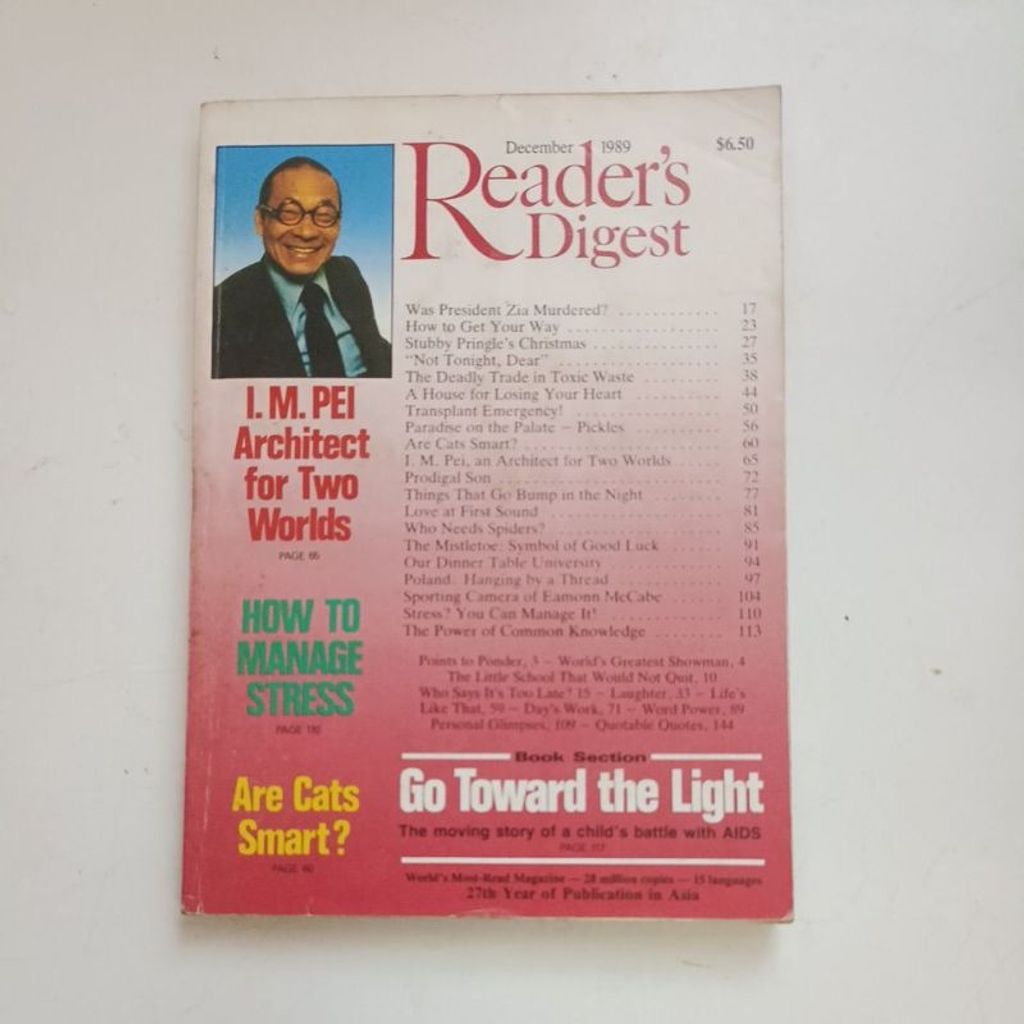 December 1989
$6.50
Reader's
Digest
Was President Zia Murdered? ............. 17
How to Get Your Way .................... 23
Stubby Pringle's Christmas ................ 27
"Not Tonight, Dear" ...................... 35
The Deadly Trade in Toxic Waste .......... 38
A House for Losing Your Heart ............ 44
Transplant Emergency! .................... 50
Paradise on the Palate – Pickles ............ 56
Are Cats Smart? .......................... 60
I. M. Pei, an Architect for Two Worlds ...... 65
Prodigal Son ............................. 72
Things That Go Bump in the Night ......... 77
Love at First Sound ....................... 81
Who Needs Spiders? ...................... 85
The Mistletoe: Symbol of Good Luck ....... 91
Our Dinner Table University ............... 94
Poland: Hanging by a Thread .............. 97
Sporting Camera of Eamonn McCabe ...... 104
Stress? You Can Manage It! ............... 110
The Power of Common Knowledge ......... 113
Points to Ponder, 3 – World's Greatest Showman, 4
The Little School That Would Not Quit, 10
Who Says It's Too Late? 15 – Laughter, 33 – Life's
Like That, 59 – Day's Work, 71 – Word Power, 89
Personal Glimpses, 109 – Quotable Quotes, 144
Book Section
Go Toward the Light
The moving story of a child's battle with AIDS
PAGE 117
World's Most-Read Magazine — 28 million copies — 15 languages
27th Year of Publication in Asia
I. M. PEI
Architect
for Two
Worlds
PAGE 65
HOW TO
MANAGE
STRESS
PAGE 110
Are Cats
Smart?
PAGE 60